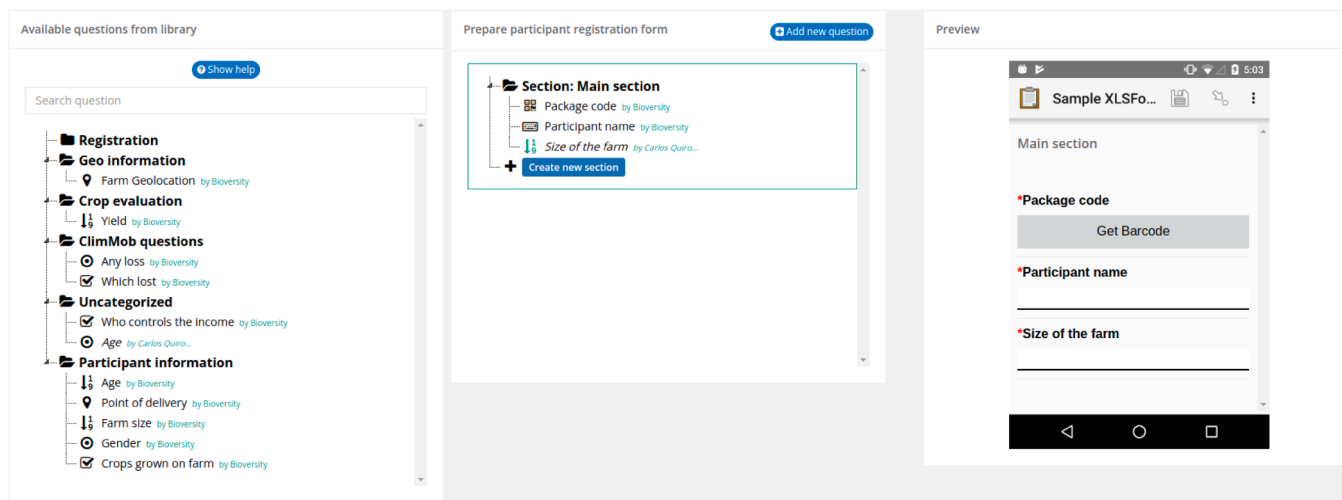 Available questions from library
Show help
Search question
Registration
Geo information
Farm Geolocation by Bioversity
Crop evaluation
Yield by Bioversity
ClimMob questions
Any loss by Bioversity
Which lost by Bioversity
Uncategorized
Who controls the income by Bioversity
Age by Carlos Quiro...
Participant information
Age by Bioversity
Point of delivery by Bioversity
Farm size by Bioversity
Gender by Bioversity
Crops grown on farm by Bioversity
Prepare participant registration form
Add new question
Section: Main section
Package code by Bioversity
Participant name by Bioversity
Size of the farm by Carlos Quiro...
Create new section
Preview
5:03
Sample XLSFo...
Main section
*Package code
Get Barcode
*Participant name
*Size of the farm